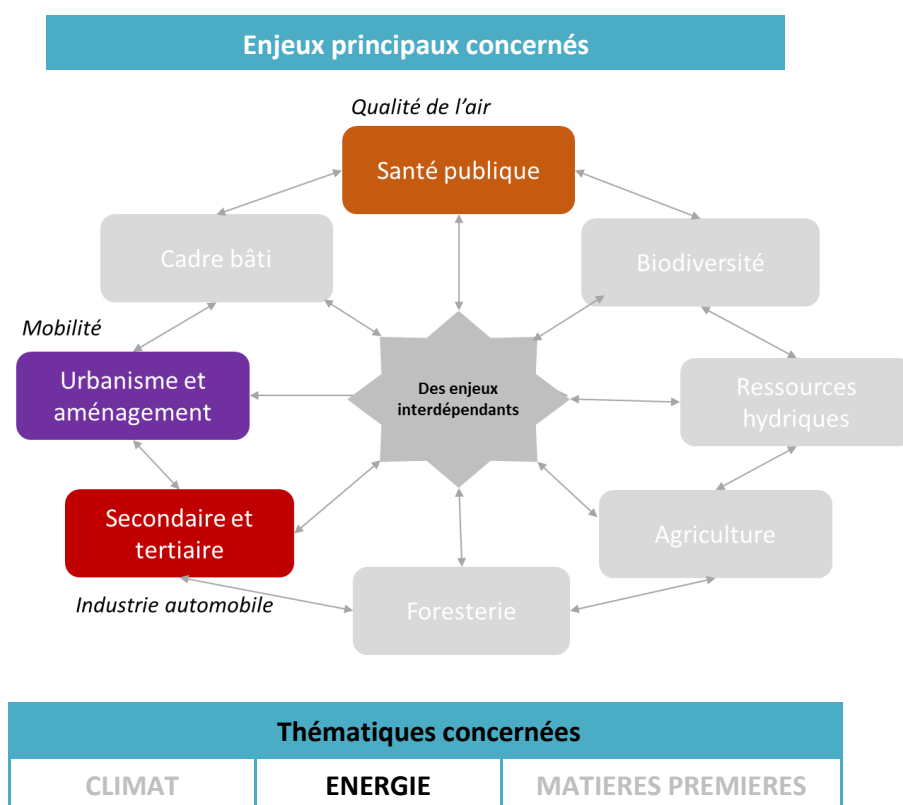 Enjeux principaux concernés
Qualité de l'air
Santé publique
Cadre bâti
Biodiversité
Mobilité
Urbanisme et
aménagement
Des enjeux
interdépendants
Ressources
hydriques
Secondaire et
tertiaire
Agriculture
Industrie automobile
Foresterie
Thématiques concernées
CLIMAT
ENERGIE
MATIERES PREMIERES